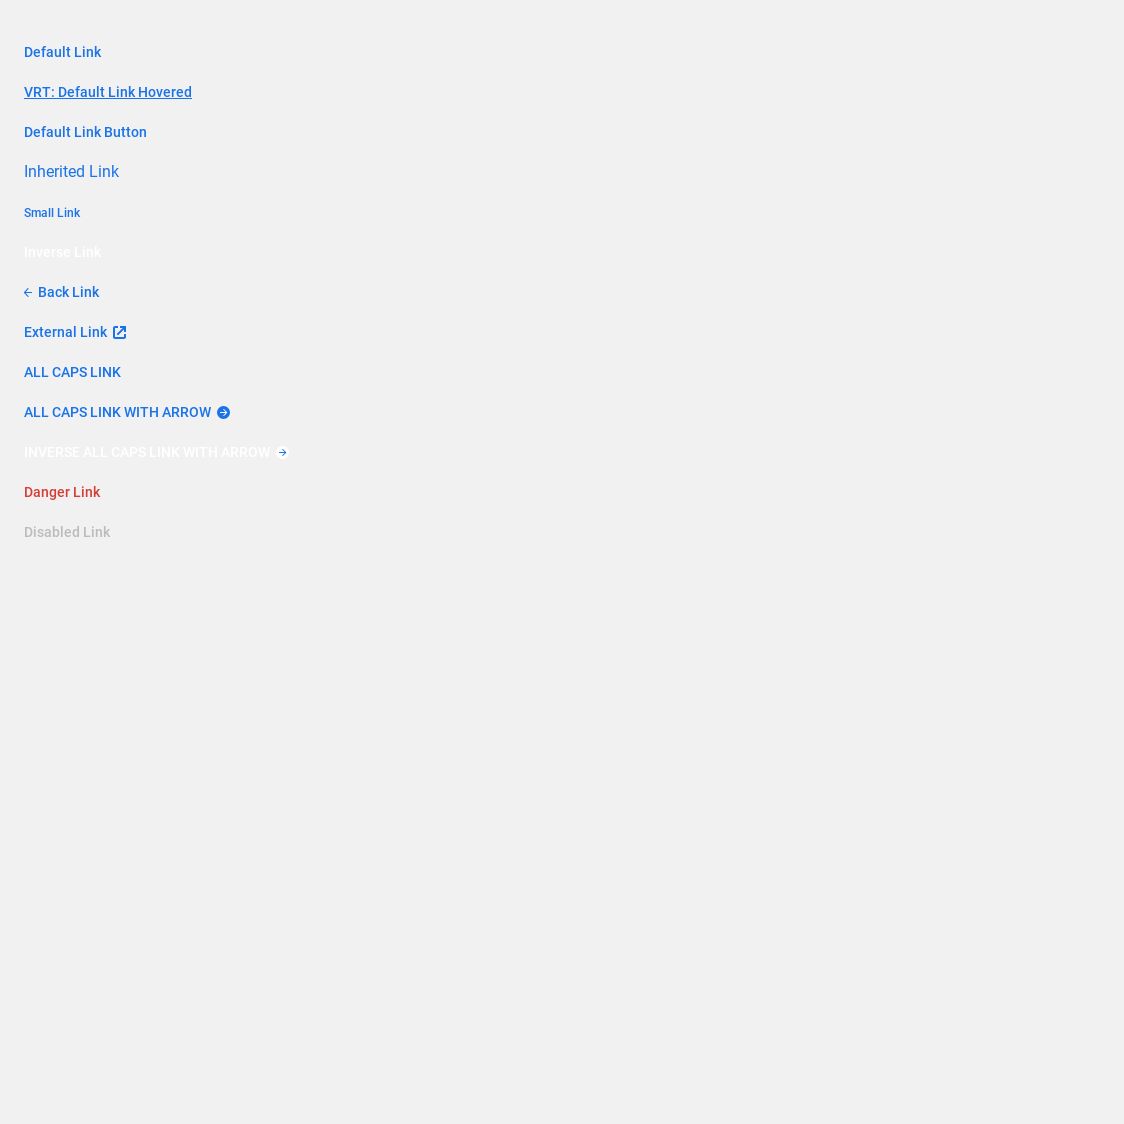 Default Link
VRT: Default Link Hovered
Default Link Button
Inherited Link
Small Link
Inverse Link
Back Link
External Link
ALL CAPS LINK
ALL CAPS LINK WITH ARROW
INVERSE ALL CAPS LINK WITH ARROW
Danger Link
Disabled Link